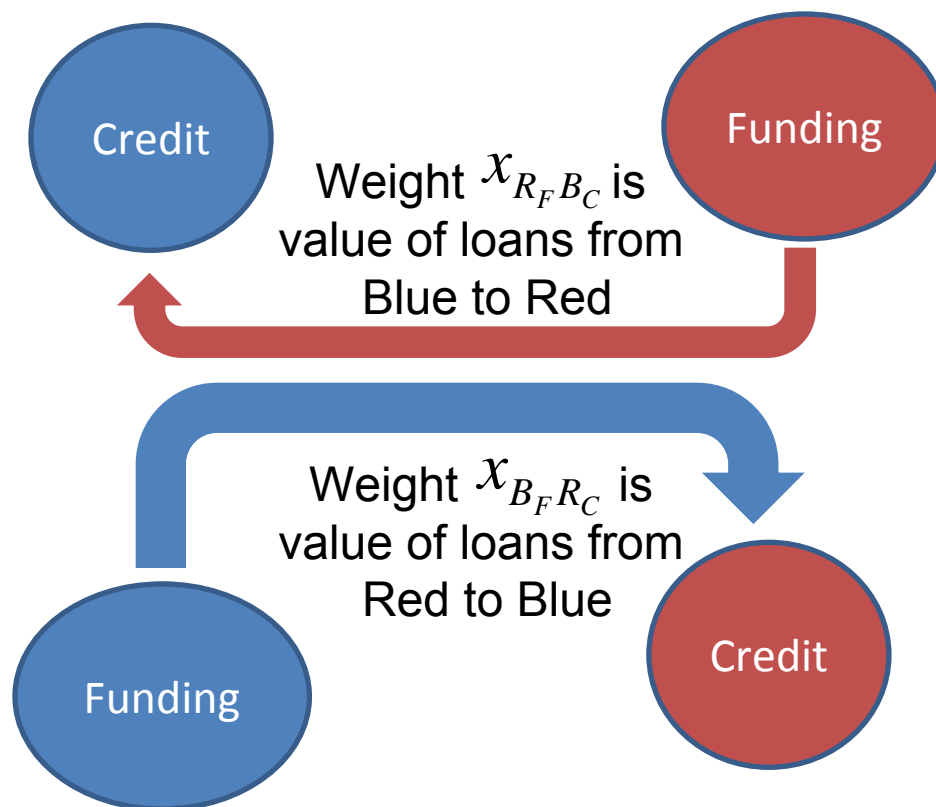 Credit
Funding
Weight x_{R_F B_C} is
value of loans from
Blue to Red
Weight x_{B_F R_C} is
value of loans from
Red to Blue
Funding
Credit